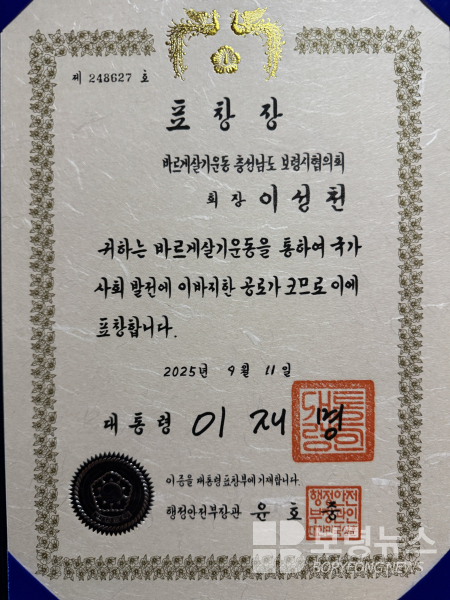 제 248627 호
표창장
바르게살기운동 충청남도 보령시협의회
회장 이성천
귀하는 바르게살기운동을 통하여 국가
사회 발전에 이바지한 공로가 크므로 이에
표창합니다.
2025년 9월 11일
대통령 이재명
이 증을 대통령표창부에 기재합니다.
행정안전부장관 윤호중
보령뉴스
BORYEONG NEWS